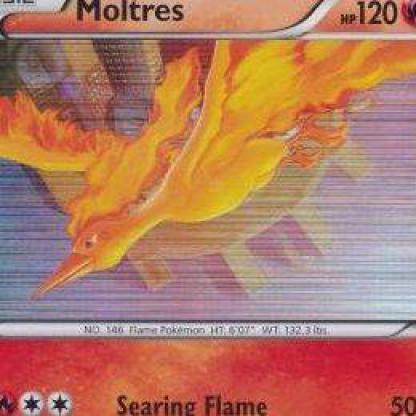 Moltres HP120
NO. 146 Flame Pokémon HT: 6'07" WT: 132.3 lbs.
Searing Flame 50